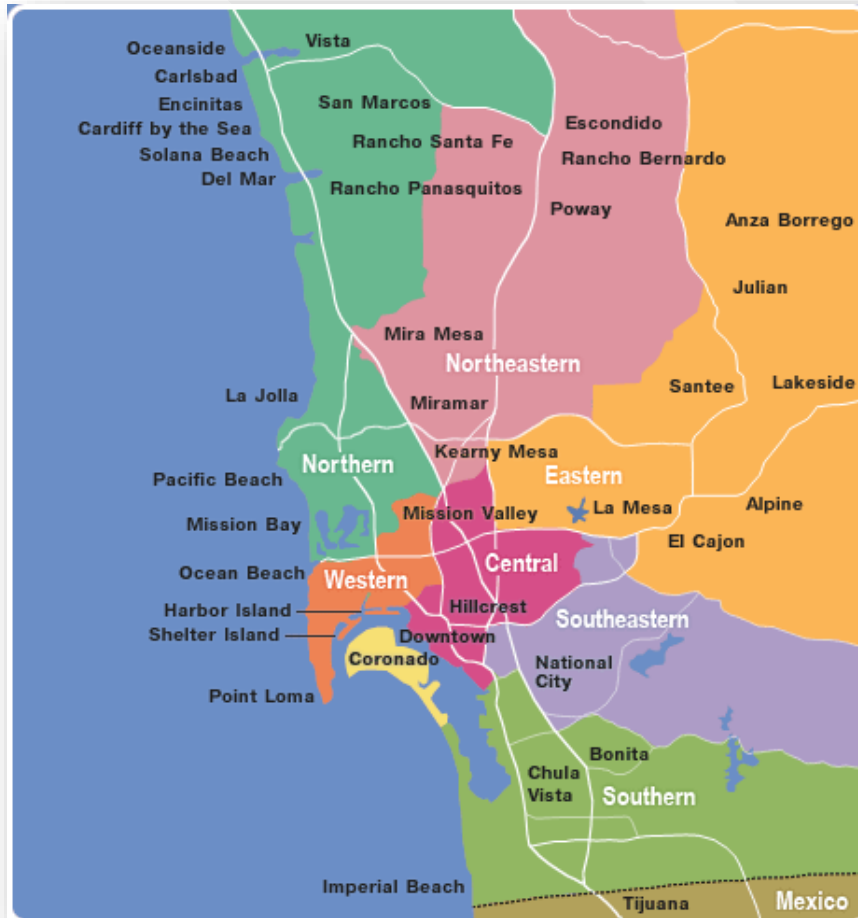 Oceanside
Vista
Carlsbad
Encinitas
San Marcos
Cardiff by the Sea
Escondido
Rancho Santa Fe
Solana Beach
Rancho Bernardo
Del Mar
Rancho Panasquitos
Poway
Anza Borrego
Julian
Mira Mesa
Northeastern
Santee
Lakeside
La Jolla
Miramar
Kearny Mesa
Northern
Eastern
Pacific Beach
Alpine
La Mesa
Mission Valley
Mission Bay
El Cajon
Central
Ocean Beach
Western
Hillcrest
Harbor Island
Southeastern
Shelter Island
Downtown
Coronado
National
City
Point Loma
Bonita
Chula
Vista
Southern
Imperial Beach
Tijuana
Mexico